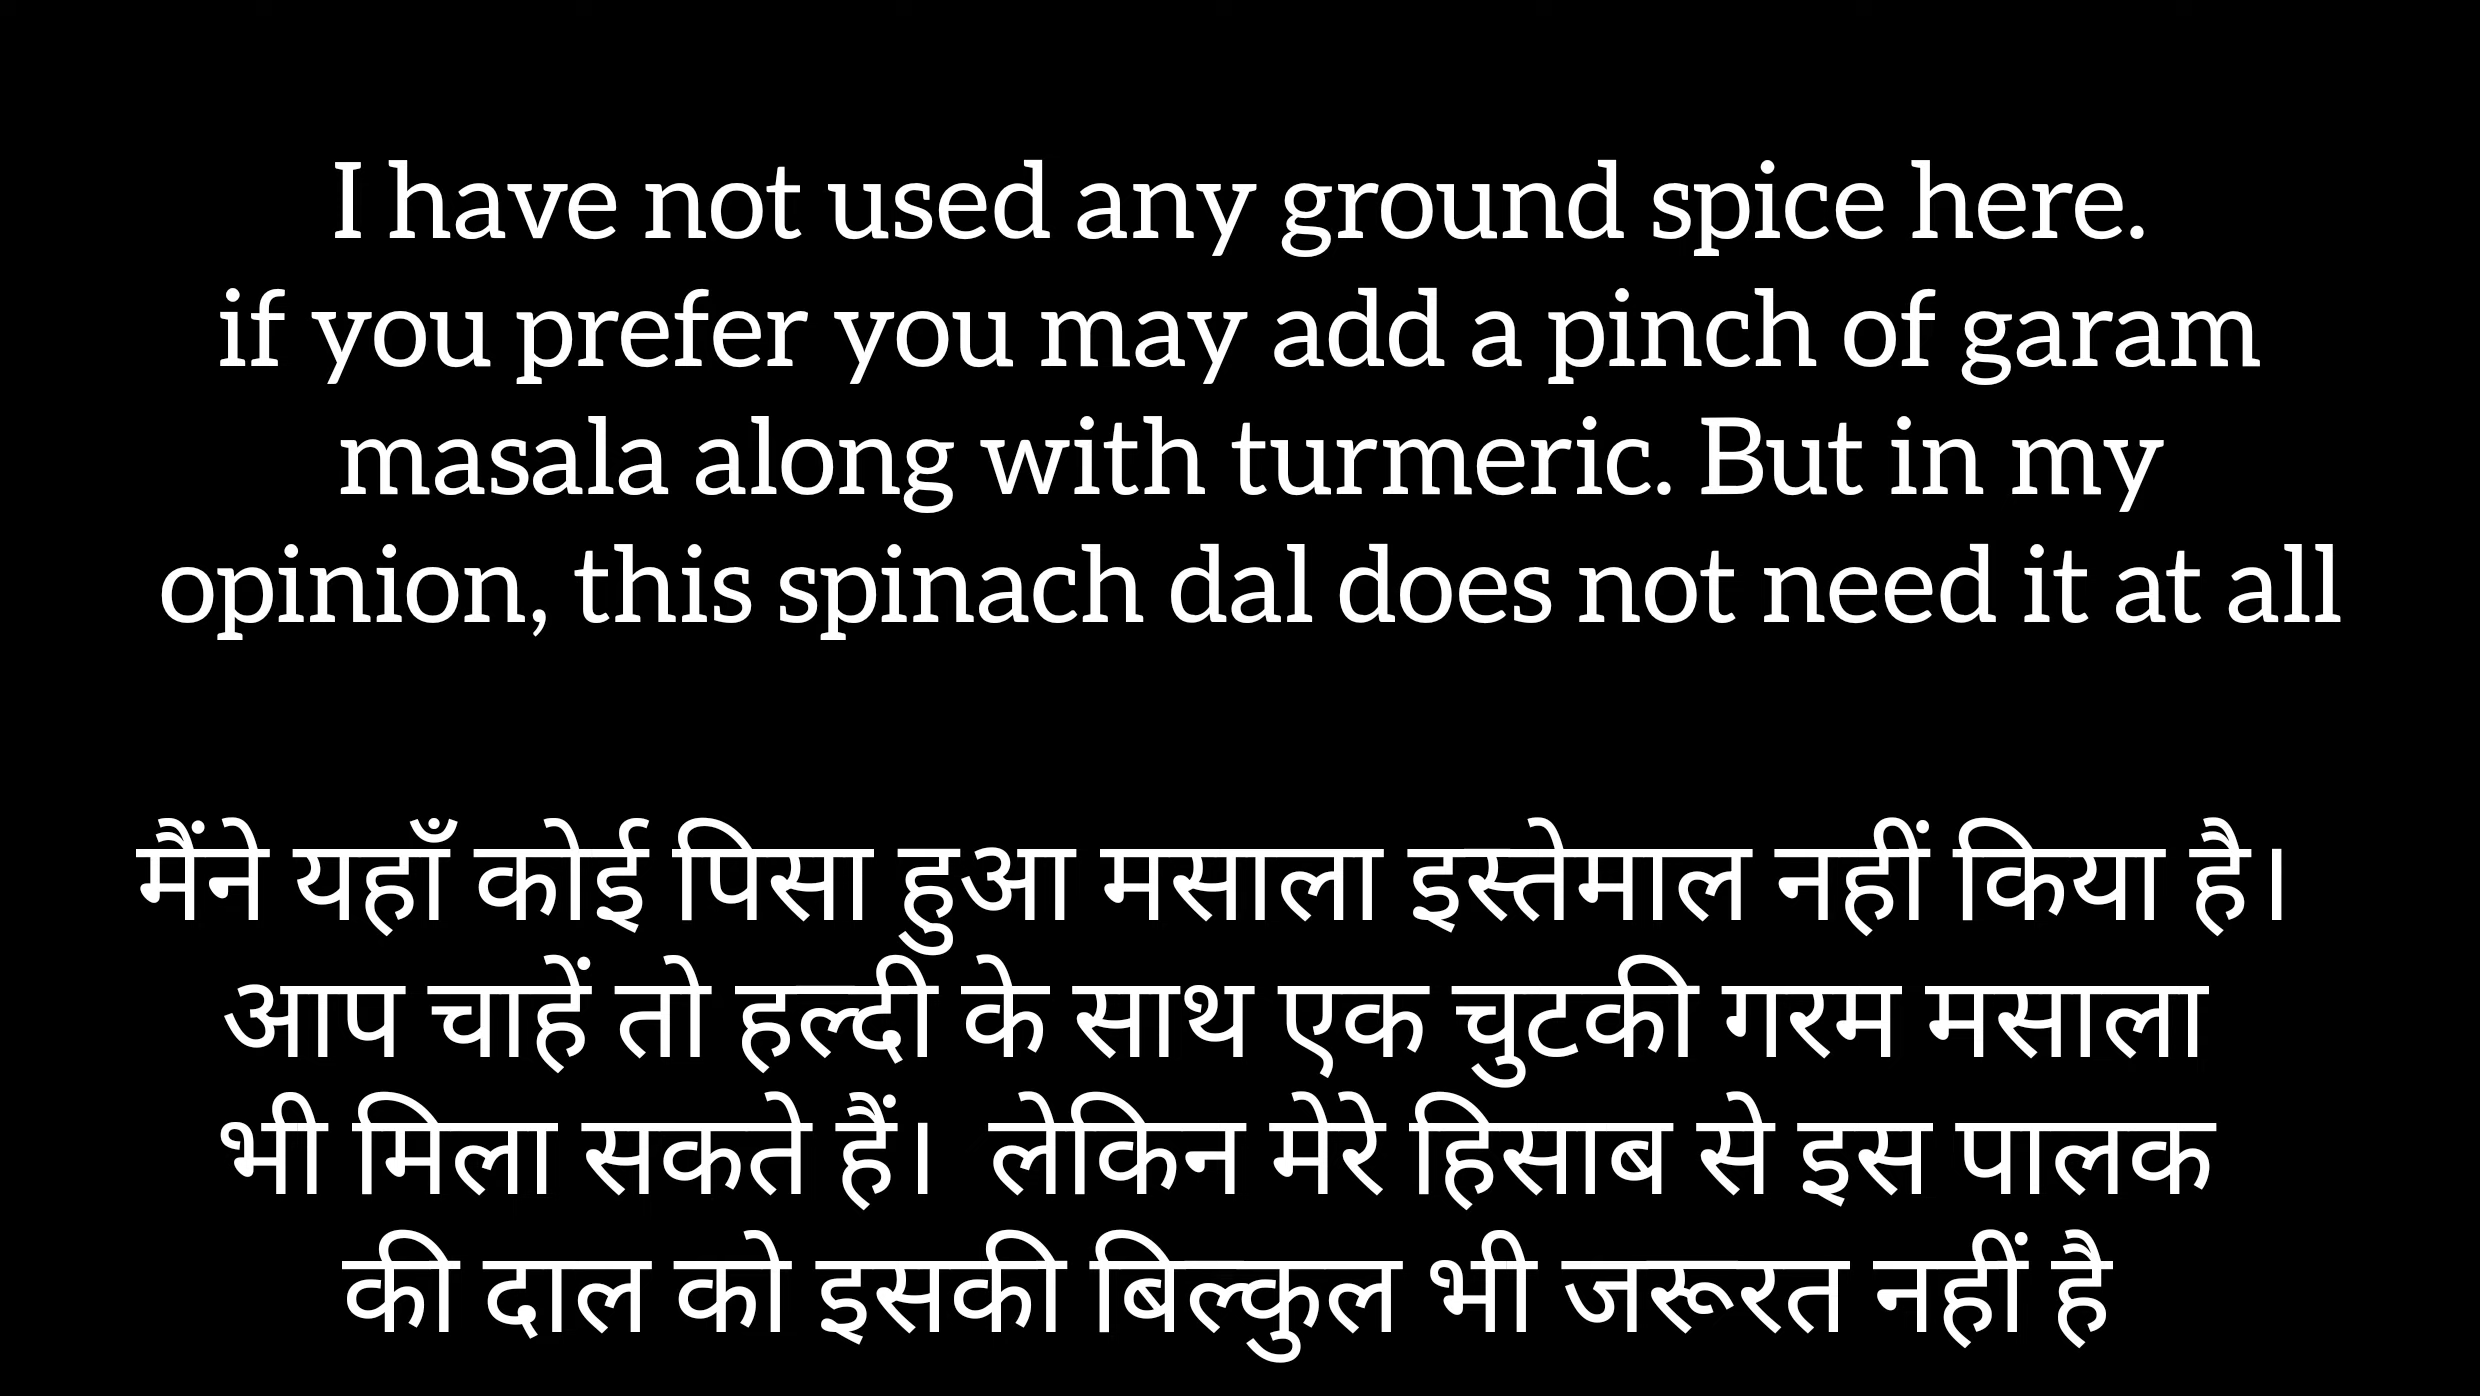 I have not used any ground spice here.
if you prefer you may add a pinch of garam
masala along with turmeric. But in my
opinion, this spinach dal does not need it at all
मैंने यहाँ कोई पिसा हुआ मसाला इस्तेमाल नहीं किया है।
आप चाहें तो हल्दी के साथ एक चुटकी गरम मसाला
भी मिला सकते हैं। लेकिन मेरे हिसाब से इस पालक
की दाल को इसकी बिल्कुल भी जरूरत नहीं है